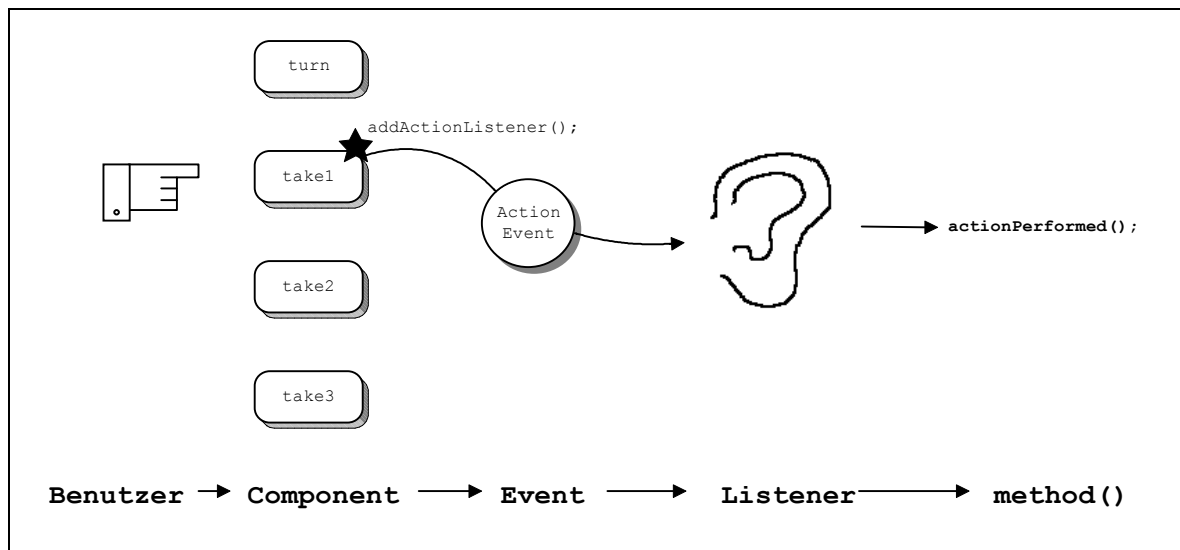 turn
addActionListener();
take1
Action
Event
actionPerformed();
take2
take3
Benutzer Component Event Listener method()